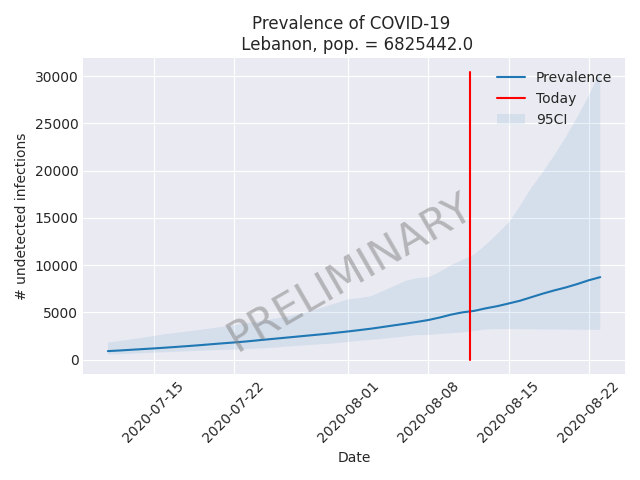 Prevalence of COVID-19
Lebanon, pop. = 6825442.0
30000
25000
20000
15000
10000
5000
0
# undetected infections
Prevalence
Today
95CI
PRELIMINARY
2020-07-15
2020-07-22
2020-08-01
2020-08-08
2020-08-15
2020-08-22
Date